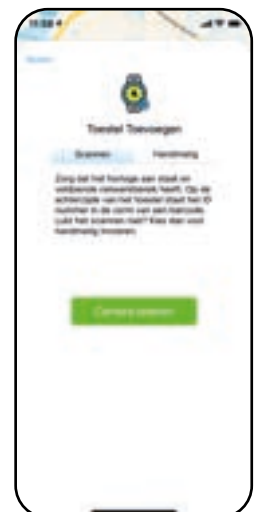 Toestel Toevoegen
Scannen Handmatig
Zorg dat het horloge aan staat en
voldoende netwerkbereik heeft. Op de
achterzijde van het toestel staat het ID
nummer in de vorm van een barcode.
Lukt het scannen niet? Kies dan voor
handmatig invoeren.
Camera openen